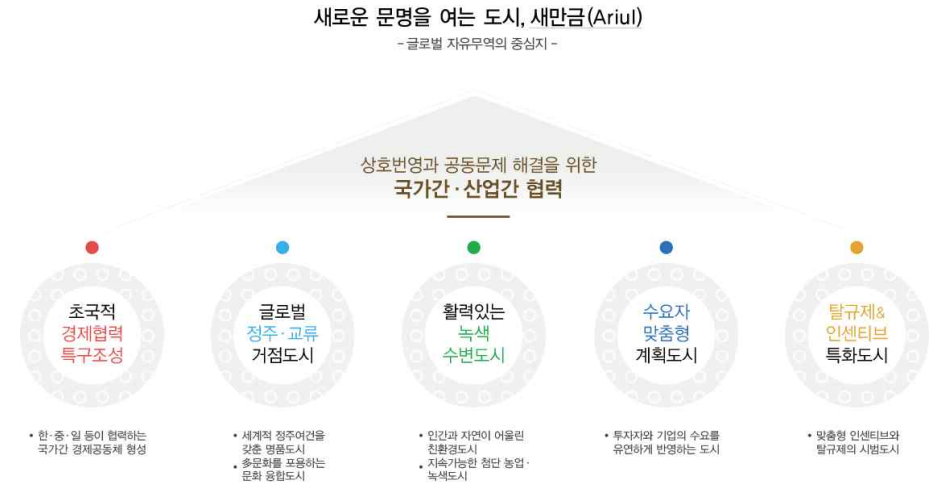 새로운 문명을 여는 도시, 새만금(Ariul)
- 글로벌 자유무역의 중심지 -
상호번영과 공동문제 해결을 위한
국가간·산업간 협력
초국적
경제협력
특구조성
글로벌
정주·교류
거점도시
활력있는
녹색
수변도시
수요자
맞춤형
계획도시
탈규제&
인센티브
특화도시
• 한·중·일 등이 협력하는
국가간 경제공동체 형성
• 세계적 정주여건을
갖춘 명품도시
• 多문화를 포용하는
문화 융합도시
• 인간과 자연이 어울린
친환경도시
• 지속가능한 첨단 농업·
녹색도시
• 투자자와 기업의 수요를
유연하게 반영하는 도시
• 맞춤형 인센티브와
탈규제의 시범도시